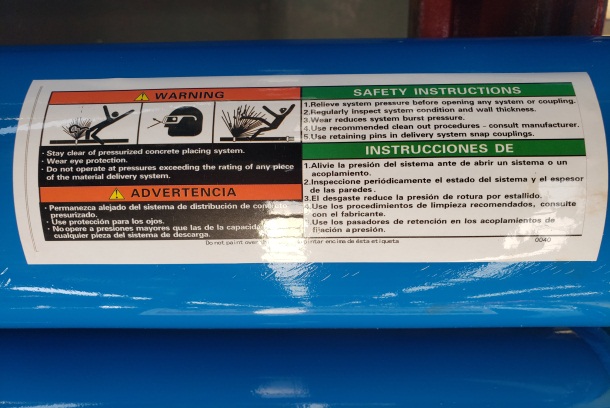 WARNING
· Stay clear of pressurized concrete placing system.
· Wear eye protection.
· Do not operate at pressures exceeding the rating of any piece
of the material delivery system.
ADVERTENCIA
· Permanezca alejado del sistema de distribución de
presurizado.
· Use protección para los ojos.
· No opere a presiones mayores que las de la
cualquier pieza del sistema de descarga.
Do not paint over encima de ésta etiqueta
SAFETY INSTRUCTIONS
1.Relieve system pressure before opening any system or coupling.
2.Regularly inspect system condition and wall thickness.
3.Wear reduces system burst pressure.
4.Use recommended clean out procedures – consult manufacturer.
5.Use retaining pins in delivery system snap couplings.
INSTRUCCIONES DE
1.Alivie la presión del sistema ante de abrir un sistema o un
acoplamiento.
2.Inspeccione periódicamente el estado del sistema y el espesor
de las paredes.
3.El desgaste reduce la presión de rotura por estallido.
Use los procedimientos de limpieza recomendados, consulte
con el fabricante.
Use los pasadores de retención en los acoplamientos de
fijación a presión.
0040